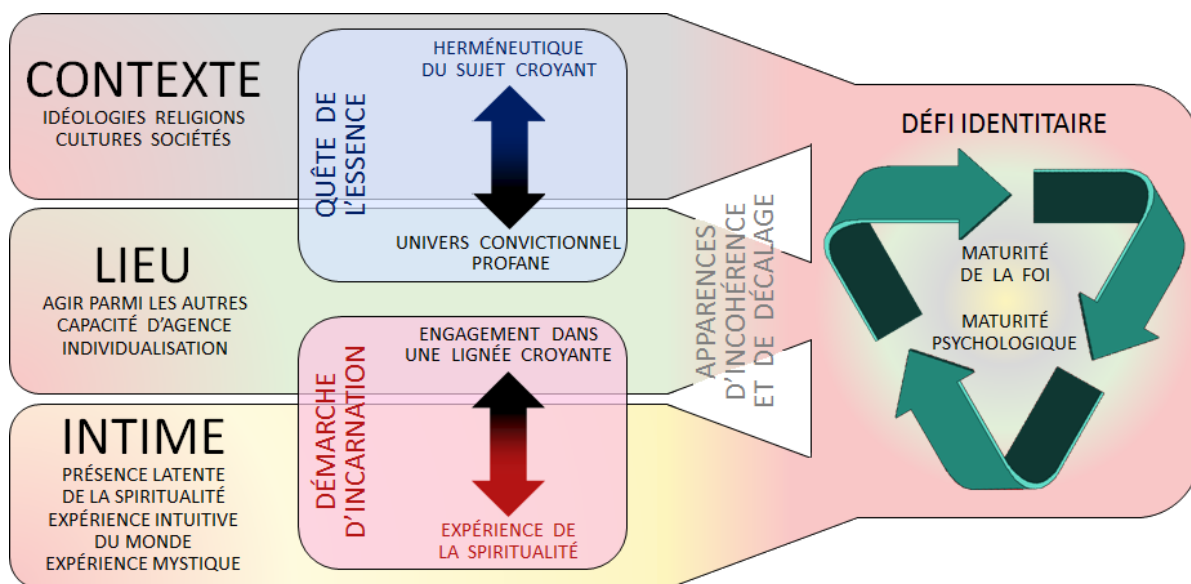 CONTEXTE
IDÉOLOGIES RELIGIONS
CULTURES SOCIÉTÉS
QUÊTE DE
L'ESSENCE
HERMÉNEUTIQUE
DU SUJET CROYANT
UNIVERS CONVICTIONNEL
PROFANE
LIEU
AGIR PARMI LES AUTRES
CAPACITÉ D'AGENCE
INDIVIDUALISATION
DÉMARCHE
D'INCARNATION
ENGAGEMENT DANS
UNE LIGNÉE CROYANTE
EXPÉRIENCE DE
LA SPIRITUALITÉ
INTIME
PRÉSENCE LATENTE
DE LA SPIRITUALITÉ
EXPÉRIENCE INTUITIVE
DU MONDE
EXPÉRIENCE MYSTIQUE
APPARENCES
D'INCOHÉRENCE
ET DE DÉCALAGE
DÉFI IDENTITAIRE
MATURITÉ
DE LA FOI
MATURITÉ
PSYCHOLOGIQUE